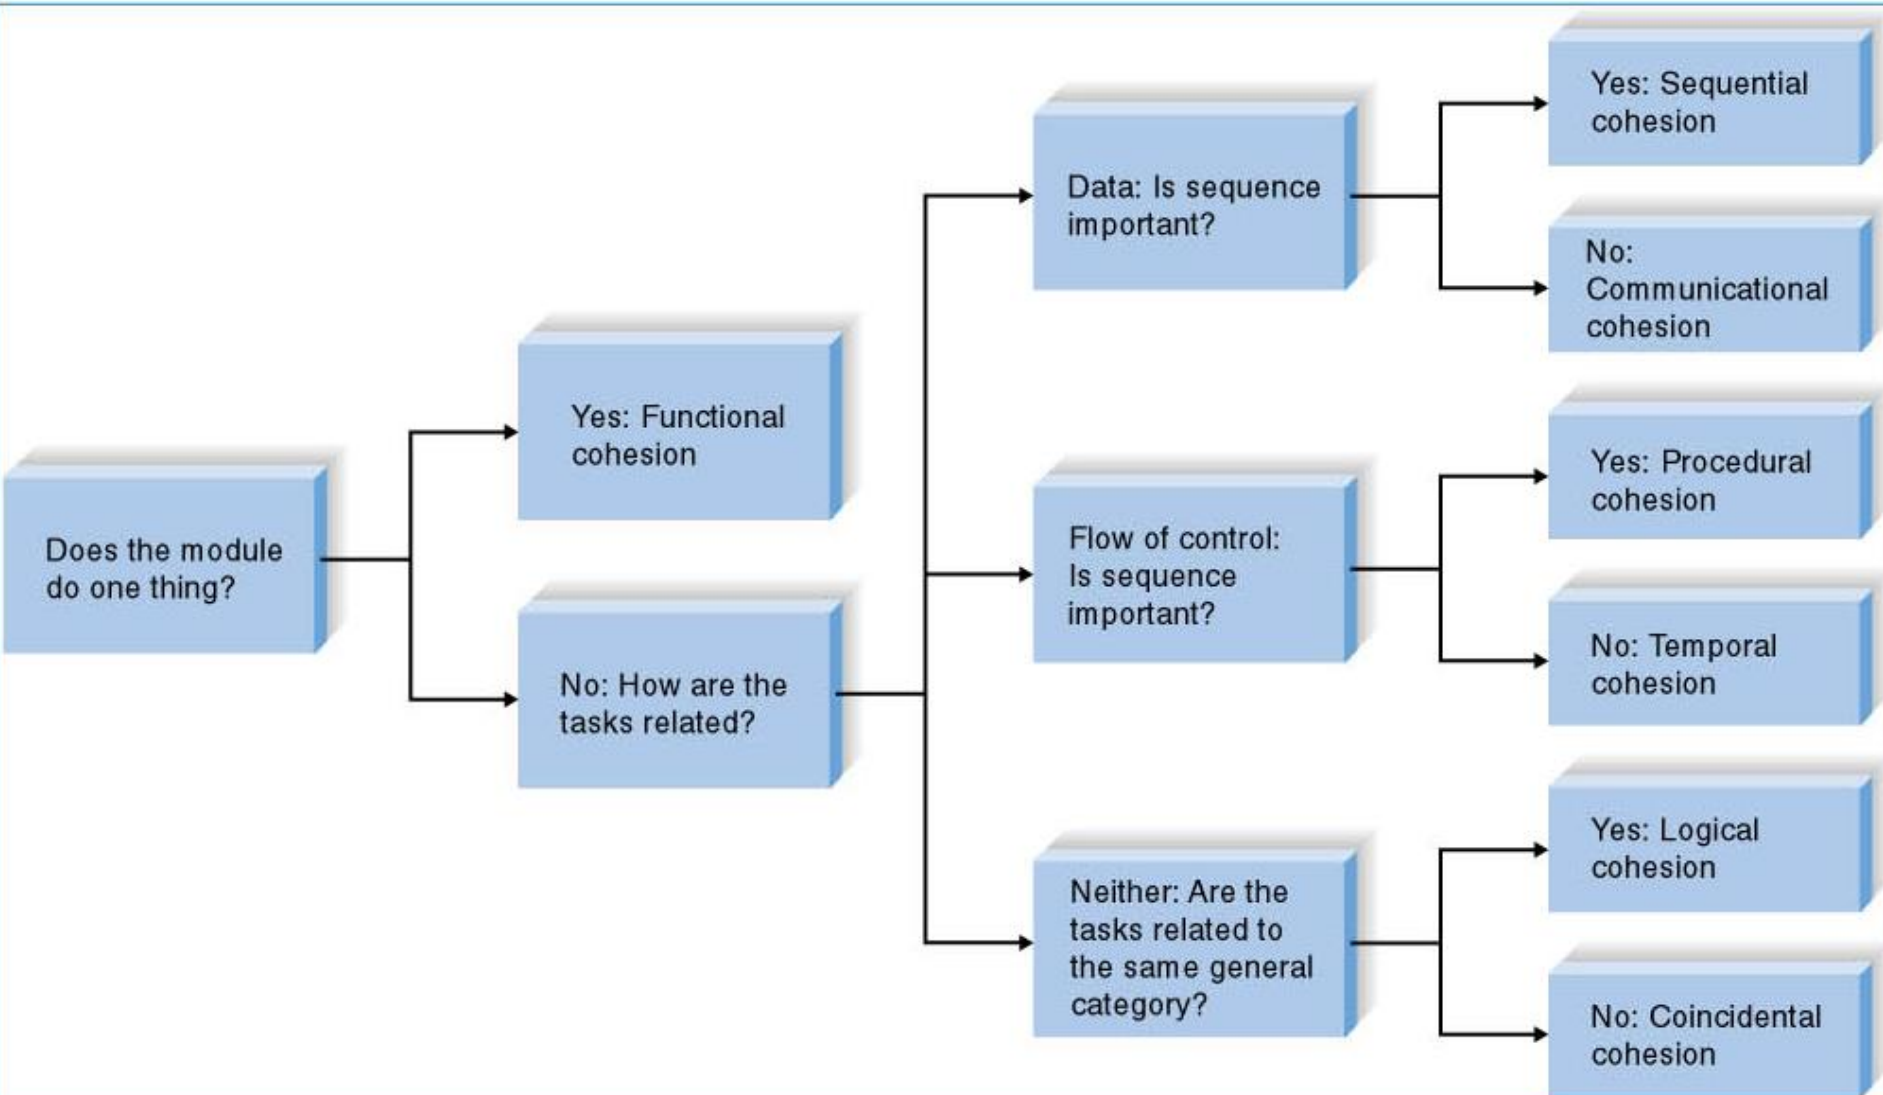 Does the module
do one thing?
Yes: Functional
cohesion
No: How are the
tasks related?
Data: Is sequence
important?
Flow of control:
Is sequence
important?
Neither: Are the
tasks related to
the same general
category?
Yes: Sequential
cohesion
No:
Communicational
cohesion
Yes: Procedural
cohesion
No: Temporal
cohesion
Yes: Logical
cohesion
No: Coincidental
cohesion